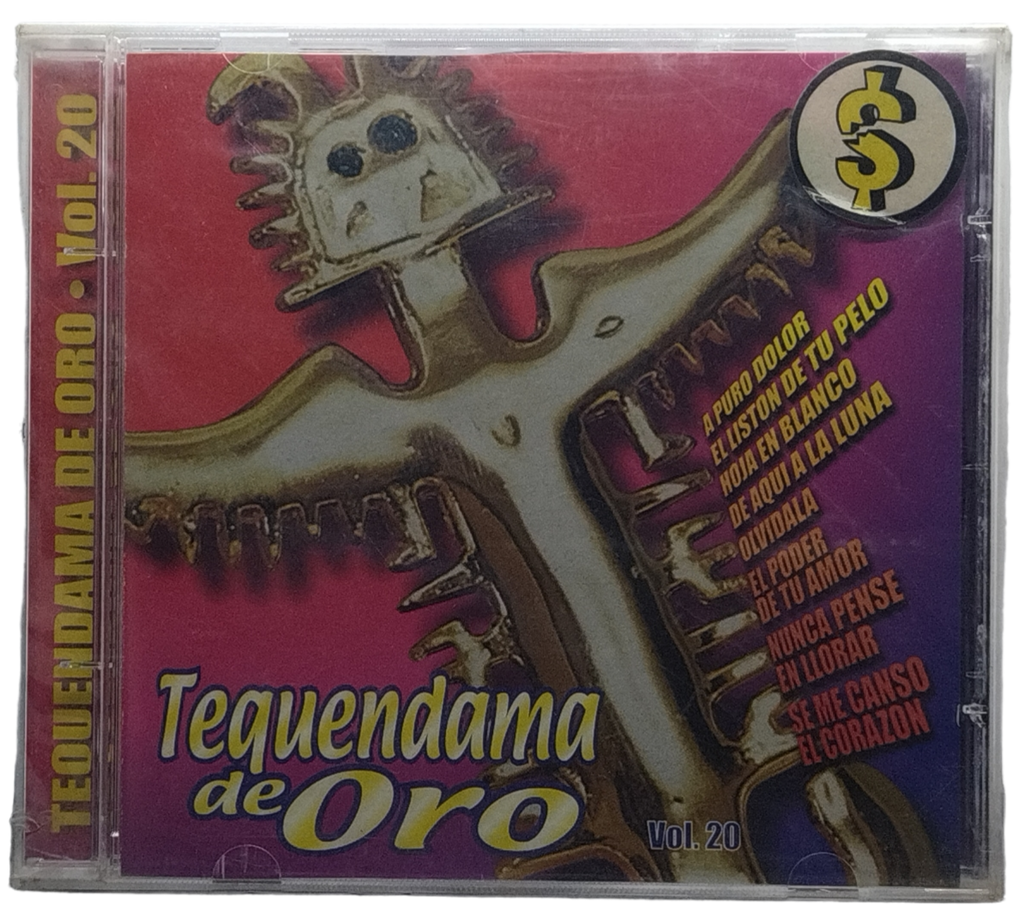 TEQUENDAMA DE ORO • Vol. 20
$
A PURO DOLOR
EL LISTON DE TU PELO
HOJA EN BLANCO
DE AQUI A LA LUNA
OLVIDALA
EL PODER
DE TU AMOR
NUNCA PENSE
EN LLORAR
SE ME CANSO
EL CORAZON
Tequendama
de Oro
Vol. 20